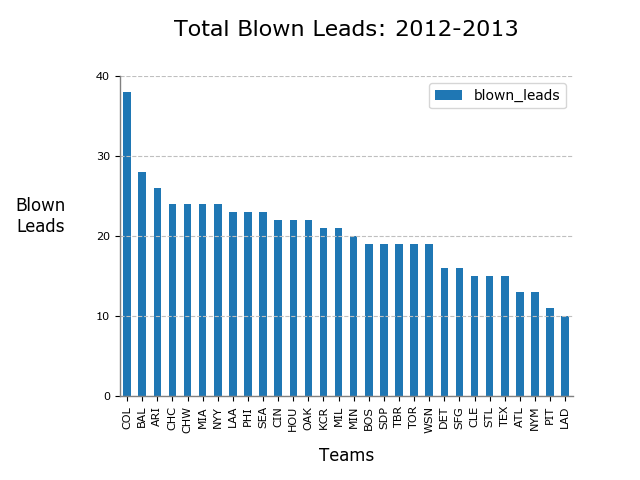 Total Blown Leads: 2012-2013
blown_leads
40
30
20
10
0
Blown
Leads
COL BAL ARI CHC CHW MIA NYY LAA PHI SEA CIN HOU OAK KCR MIL MIN BOS SDP TBR TOR WSN DET SFG CLE STL TEX ATL NYM PIT LAD
Teams